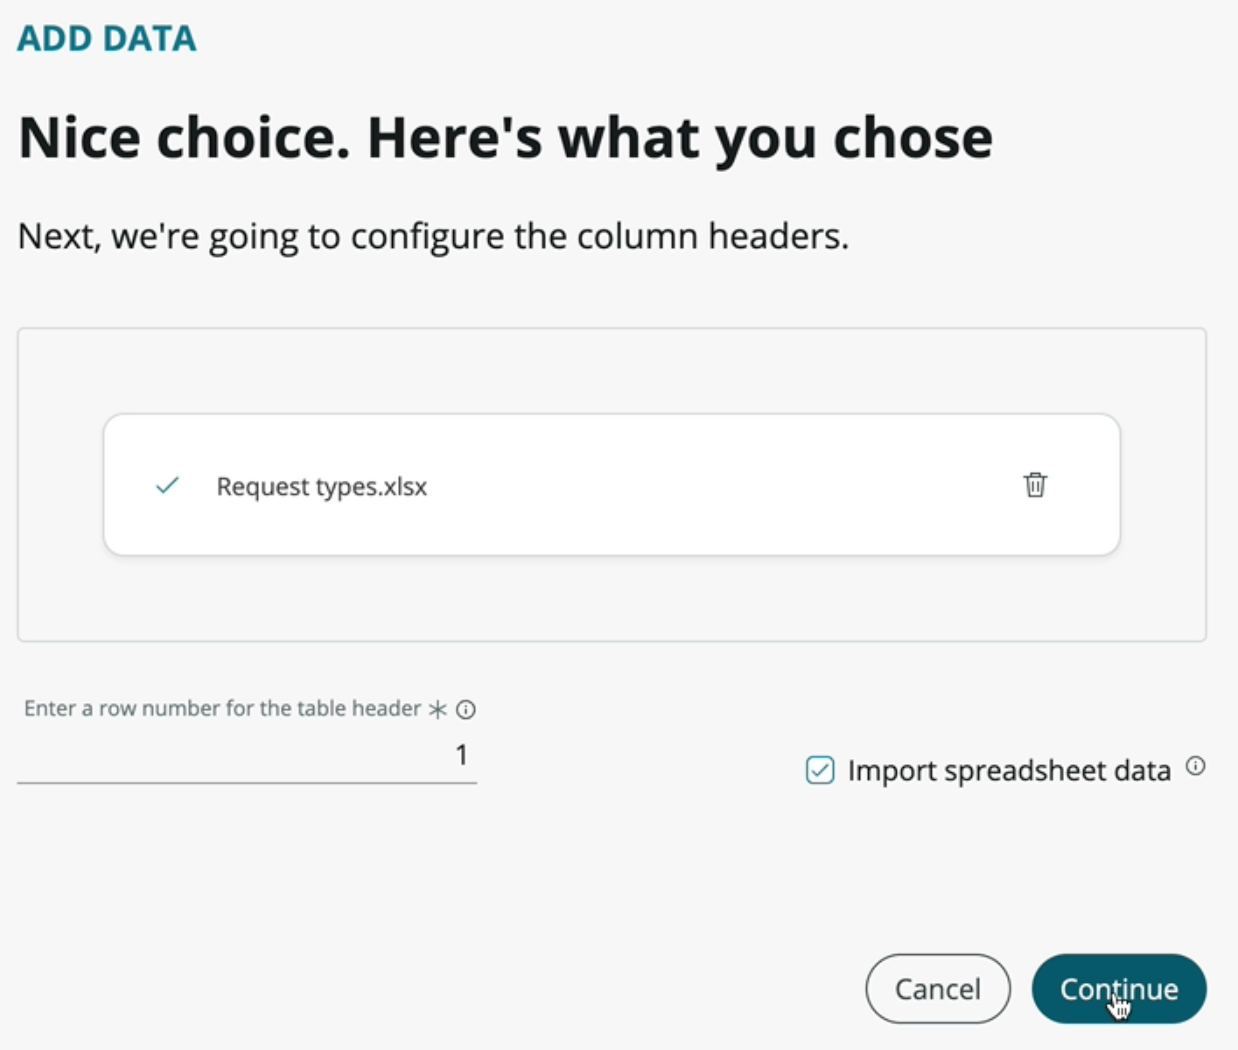 ADD DATA
Nice choice. Here's what you chose
Next, we're going to configure the column headers.
Request types.xlsx
Enter a row number for the table header *
1
Import spreadsheet data
Cancel
Continue